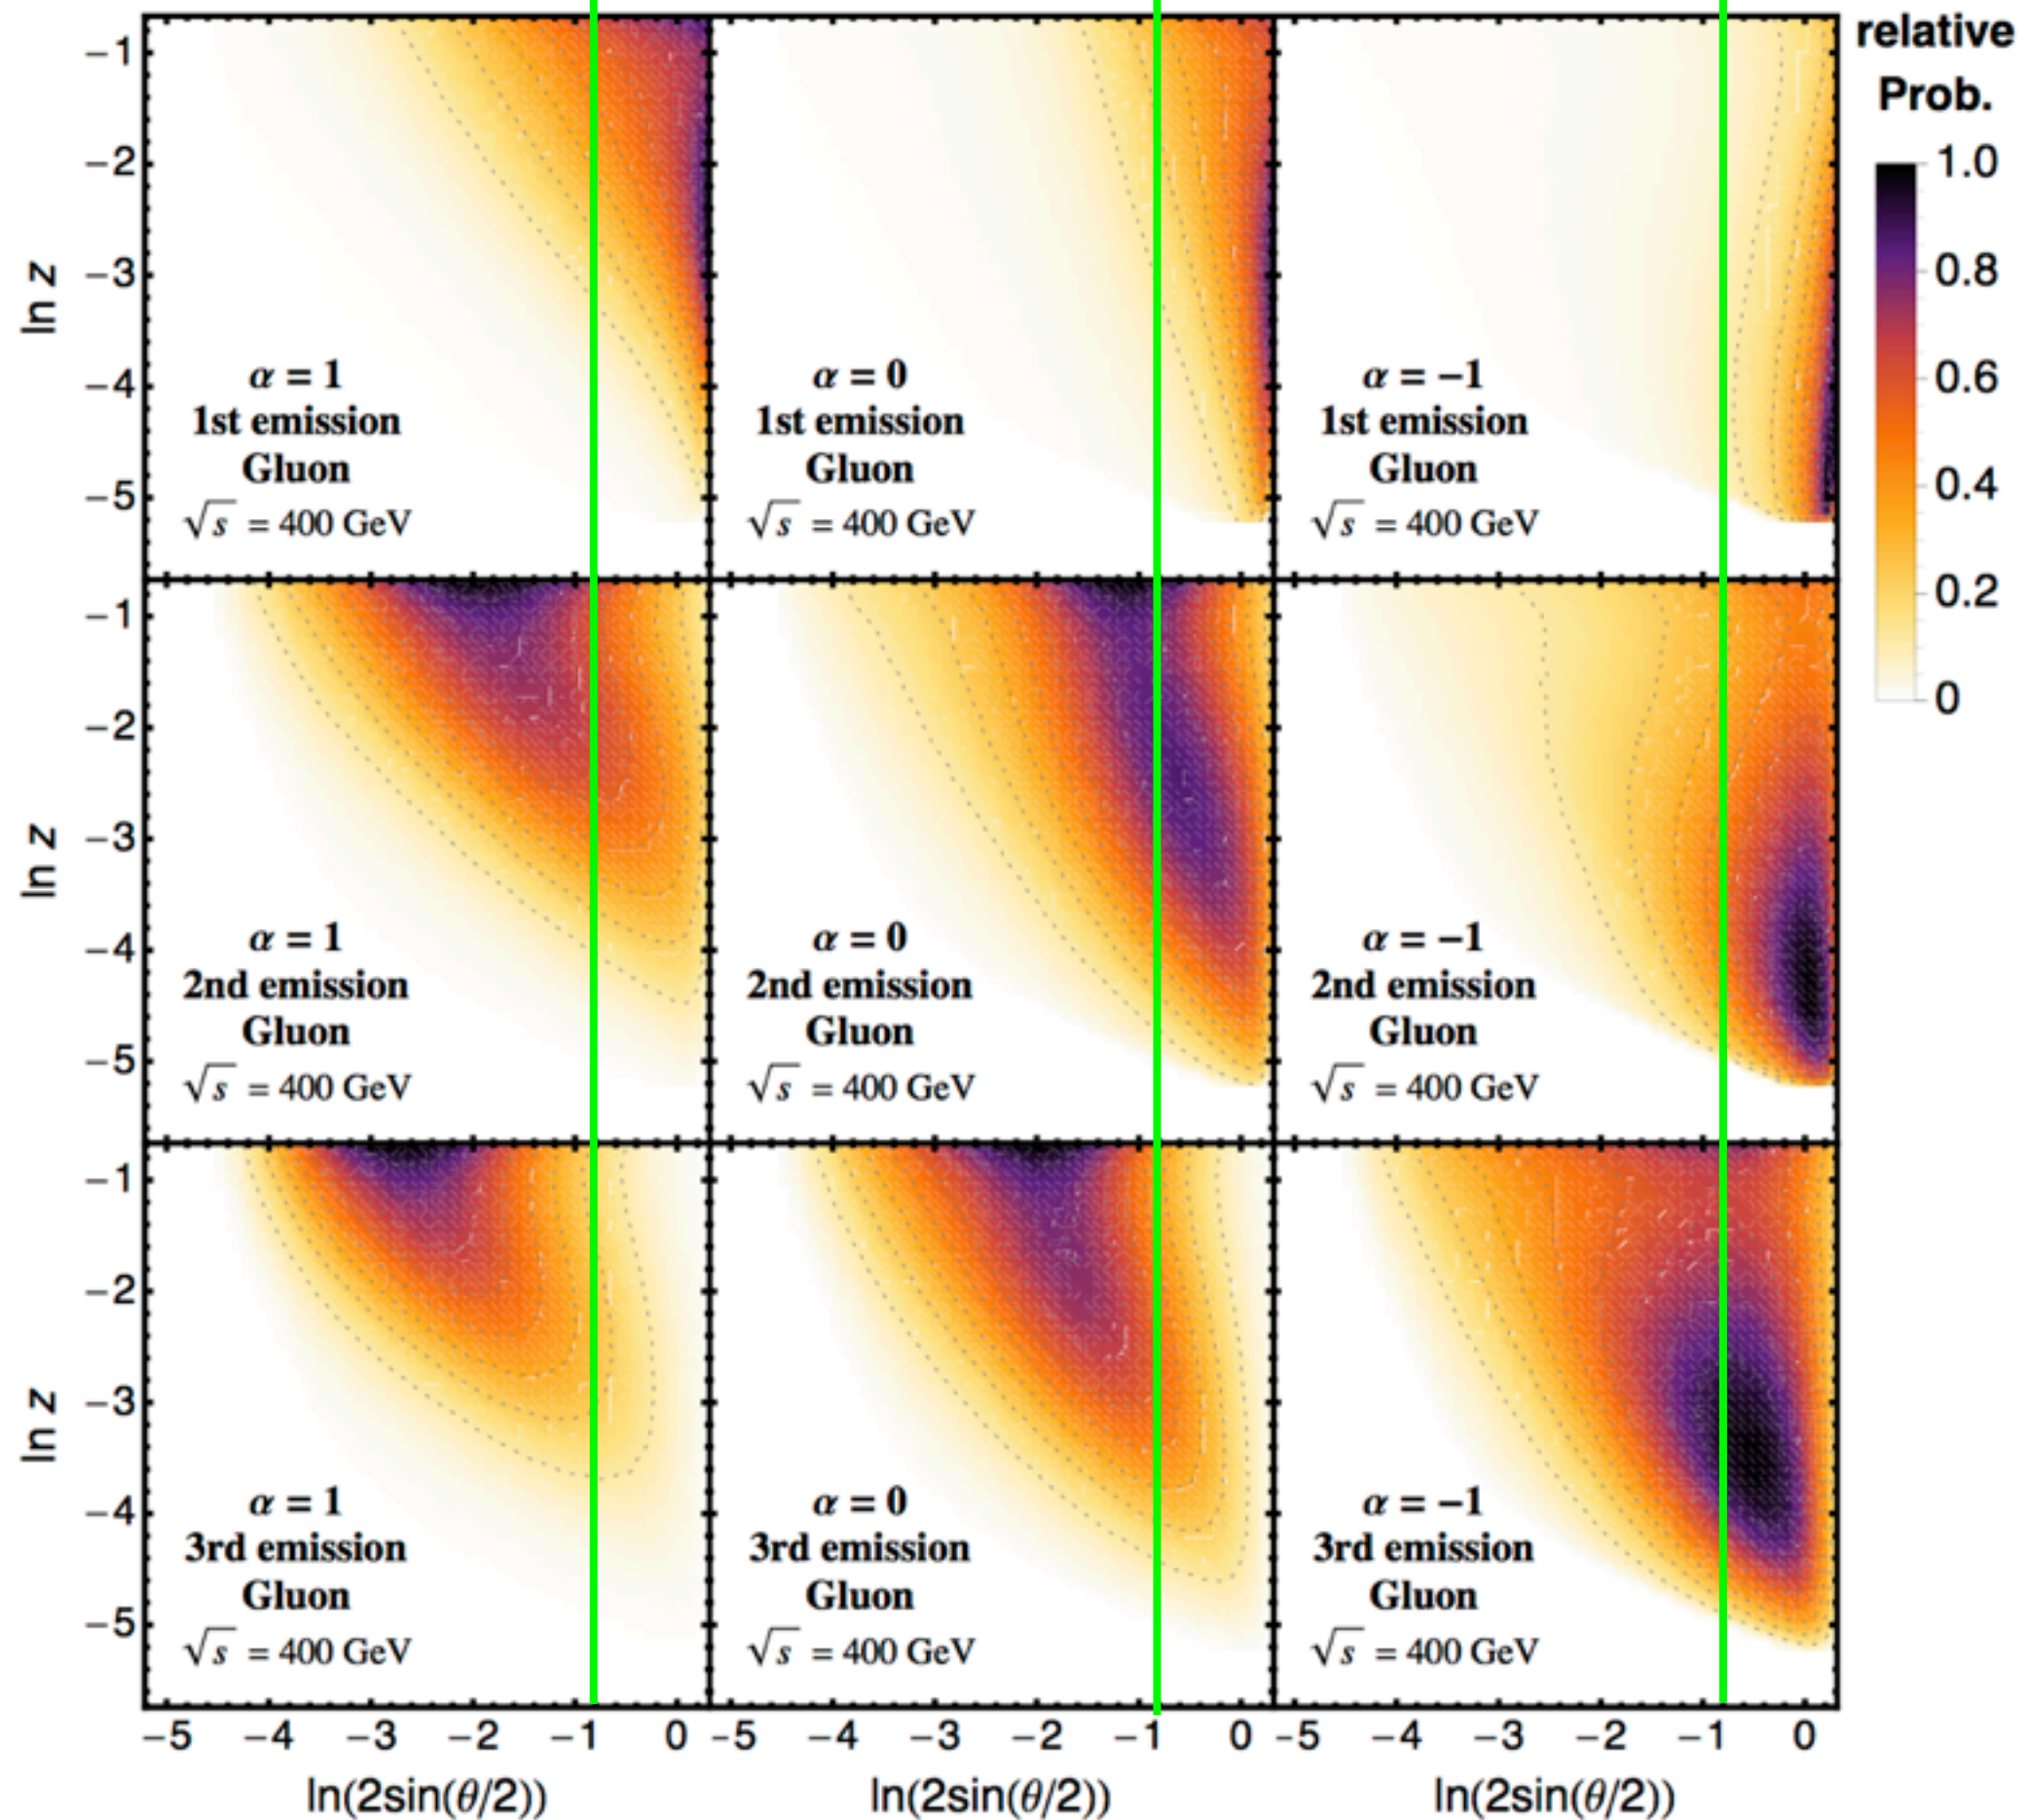 relative
Prob.
1.0
0.8
0.6
0.4
0.2
0
ln z
−1
−2
−3
−4
−5
α = 1
1st emission
Gluon
√s = 400 GeV
α = 0
1st emission
Gluon
√s = 400 GeV
α = −1
1st emission
Gluon
√s = 400 GeV
ln z
−1
−2
−3
−4
−5
α = 1
2nd emission
Gluon
√s = 400 GeV
α = 0
2nd emission
Gluon
√s = 400 GeV
α = −1
2nd emission
Gluon
√s = 400 GeV
ln z
−1
−2
−3
−4
−5
α = 1
3rd emission
Gluon
√s = 400 GeV
α = 0
3rd emission
Gluon
√s = 400 GeV
α = −1
3rd emission
Gluon
√s = 400 GeV
−5 −4 −3 −2 −1 0 −5 −4 −3 −2 −1 0 −5 −4 −3 −2 −1 0
ln(2sin(θ/2)) ln(2sin(θ/2)) ln(2sin(θ/2))